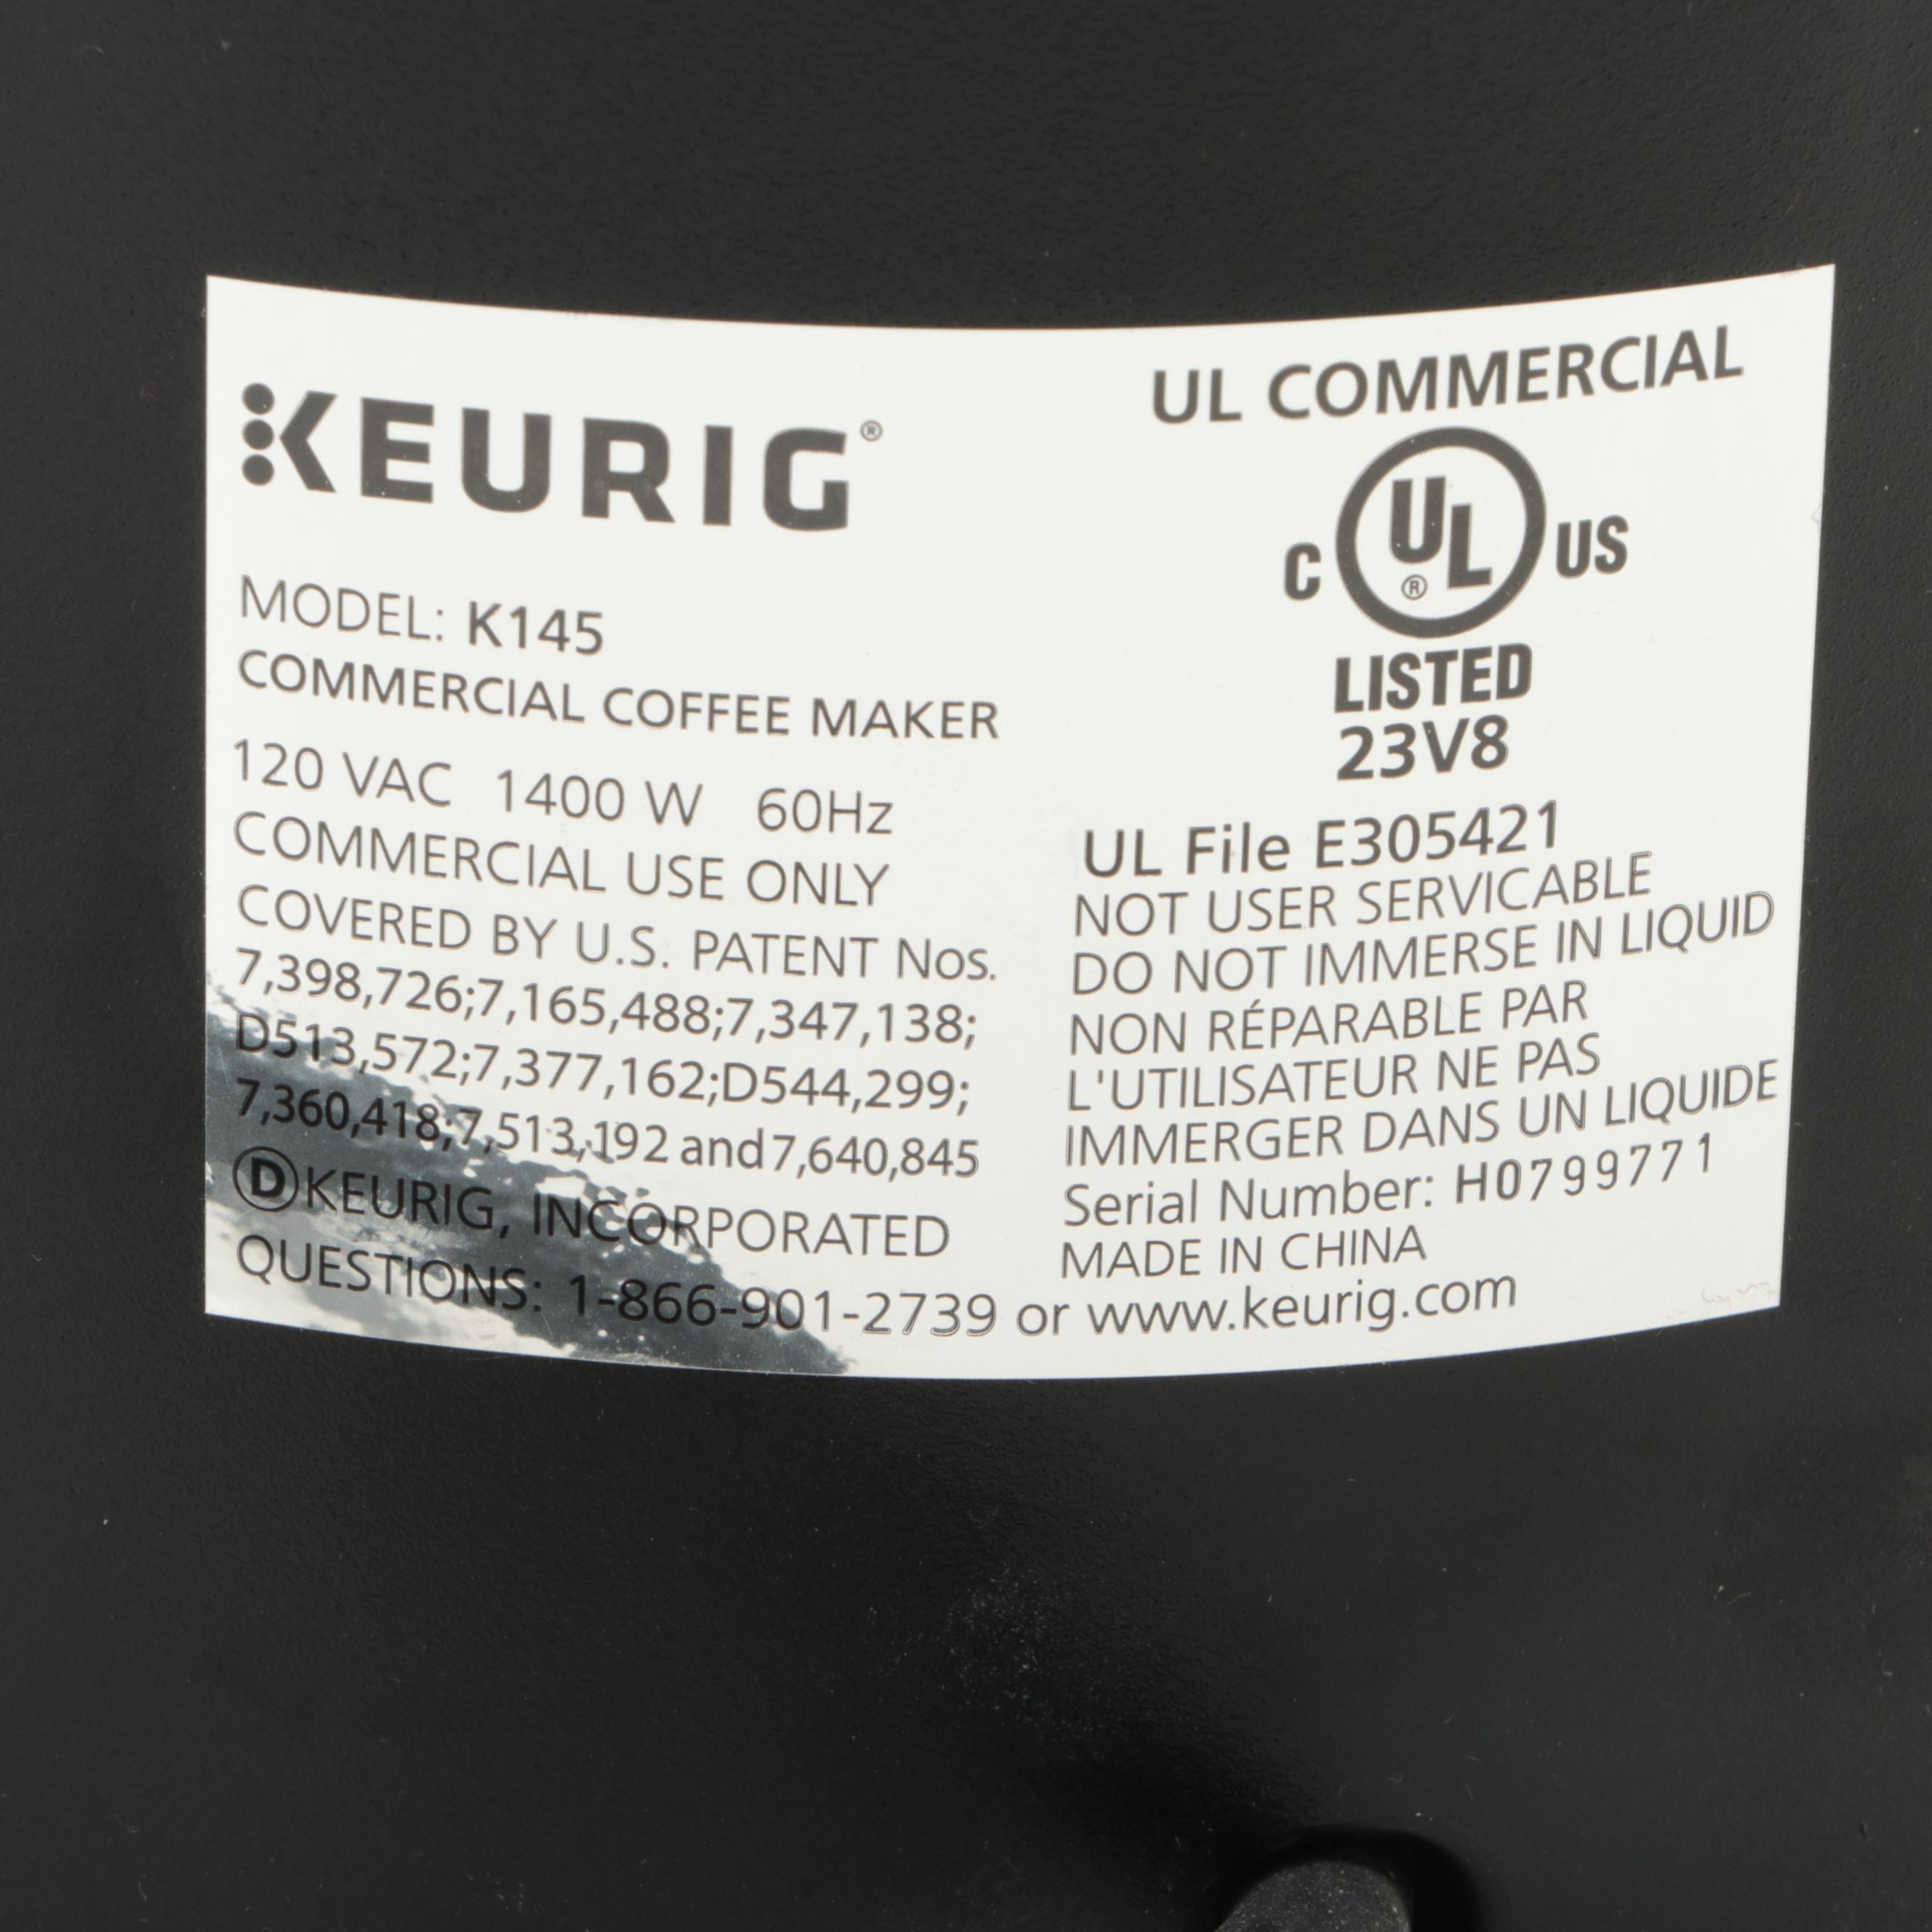 KEURIG®
MODEL: K145
COMMERCIAL COFFEE MAKER
120 VAC 1400 W 60Hz
COMMERCIAL USE ONLY
COVERED BY U.S. PATENT Nos.
7,398,726;7,165,488;7,347,138;
D513,572;7,377,162;D544,299;
7,360,418;7,513,192 and 7,640,845
D KEURIG, INCORPORATED
QUESTIONS: 1-866-901-2739 or www.keurig.com
UL COMMERCIAL
C UL® US
LISTED
23V8
UL File E305421
NOT USER SERVICABLE
DO NOT IMMERSE IN LIQUID
NON RÉPARABLE PAR
L'UTILISATEUR NE PAS
IMMERGER DANS UN LIQUIDE
Serial Number: H0799771
MADE IN CHINA